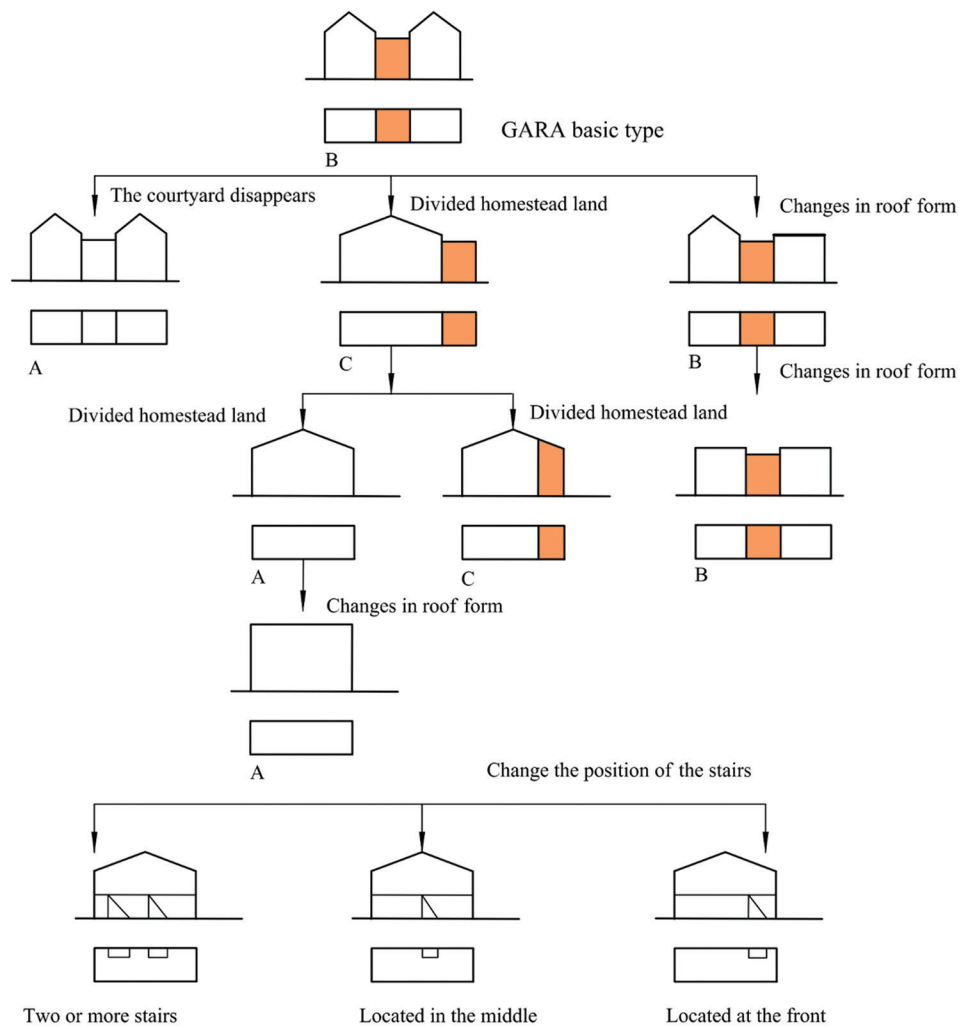 GARA basic type
B
The courtyard disappears
Divided homestead land
Changes in roof form
A
C
B
Changes in roof form
Divided homestead land
Divided homestead land
A
C
B
Changes in roof form
A
Change the position of the stairs
Two or more stairs
Located in the middle
Located at the front